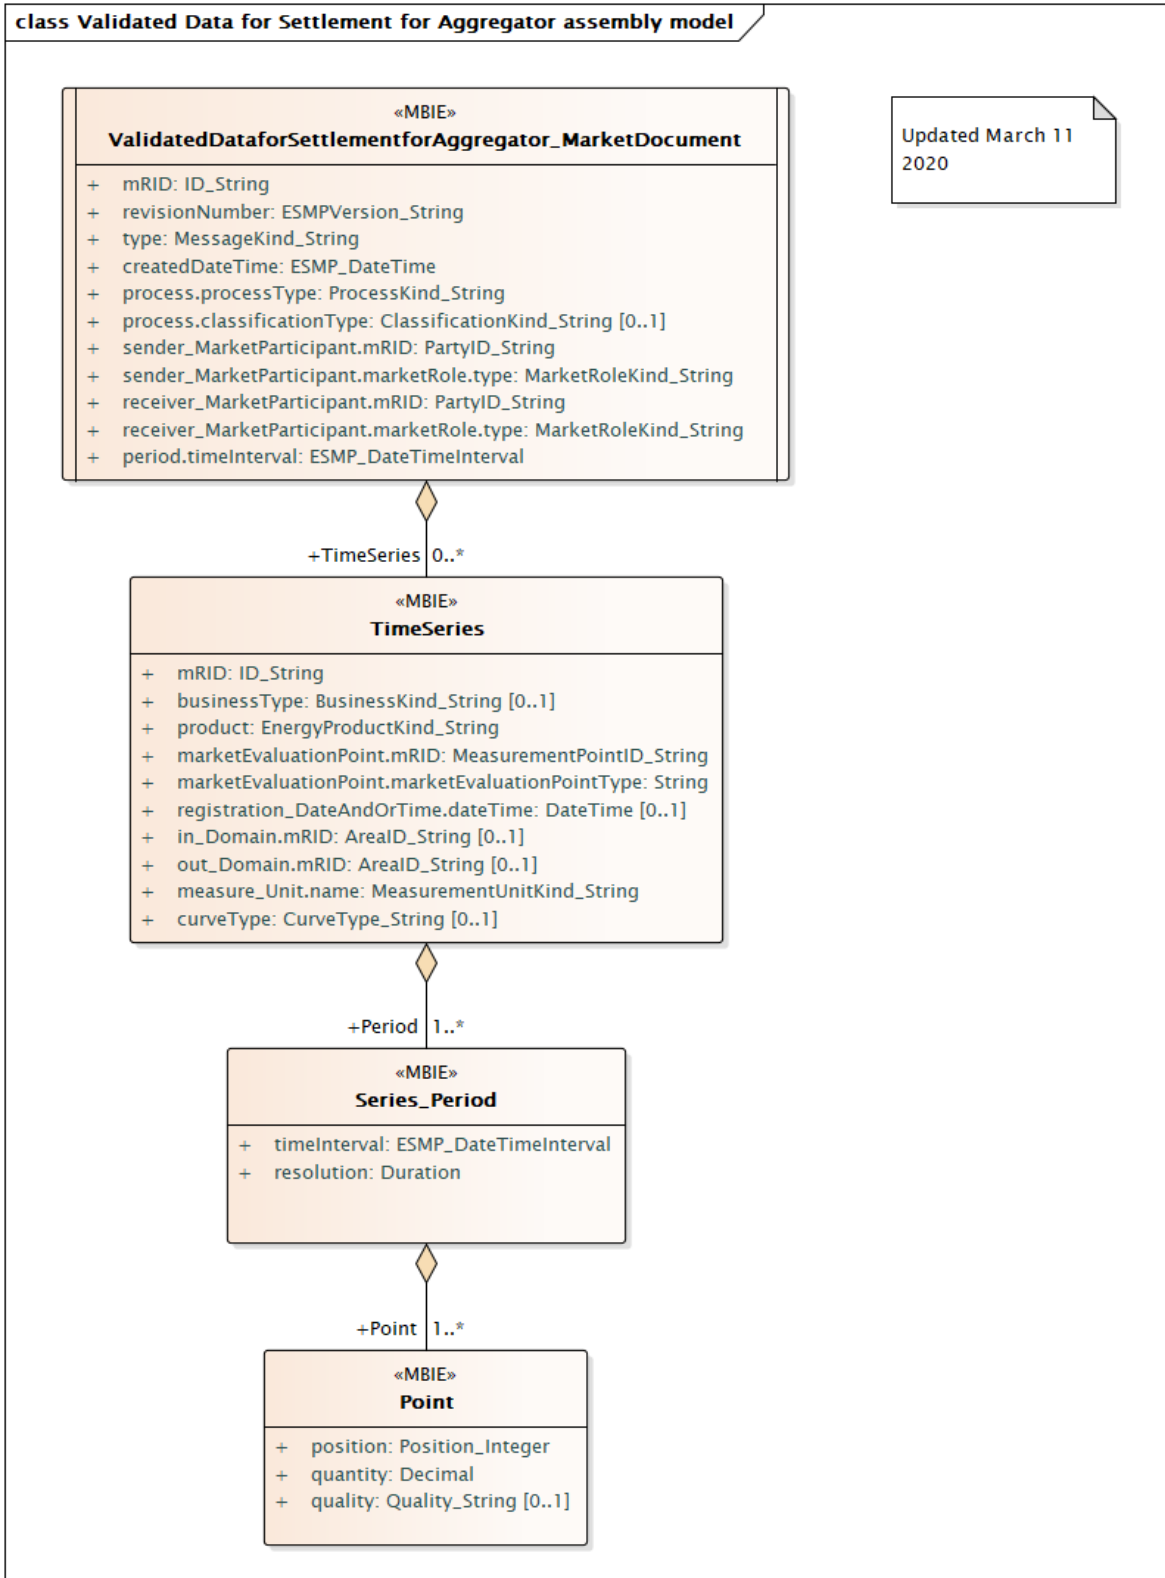 class Validated Data for Settlement for Aggregator assembly model
«MBIE»
ValidatedDataforSettlementforAggregator_MarketDocument
+ mRID: ID_String
+ revisionNumber: ESMPVersion_String
+ type: MessageKind_String
+ createdDateTime: ESMP_DateTime
+ process.processType: ProcessKind_String
+ process.classificationType: ClassificationKind_String [0..1]
+ sender_MarketParticipant.mRID: PartyID_String
+ sender_MarketParticipant.marketRole.type: MarketRoleKind_String
+ receiver_MarketParticipant.mRID: PartyID_String
+ receiver_MarketParticipant.marketRole.type: MarketRoleKind_String
+ period.timeInterval: ESMP_DateTimeInterval
Updated March 11
2020
+TimeSeries 0..*
«MBIE»
TimeSeries
+ mRID: ID_String
+ businessType: BusinessKind_String [0..1]
+ product: EnergyProductKind_String
+ marketEvaluationPoint.mRID: MeasurementPointID_String
+ marketEvaluationPoint.marketEvaluationPointType: String
+ registration_DateAndOrTime.dateTime: DateTime [0..1]
+ in_Domain.mRID: AreaID_String [0..1]
+ out_Domain.mRID: AreaID_String [0..1]
+ measure_Unit.name: MeasurementUnitKind_String
+ curveType: CurveType_String [0..1]
+Period 1..*
«MBIE»
Series_Period
+ timeInterval: ESMP_DateTimeInterval
+ resolution: Duration
+Point 1..*
«MBIE»
Point
+ position: Position_Integer
+ quantity: Decimal
+ quality: Quality_String [0..1]